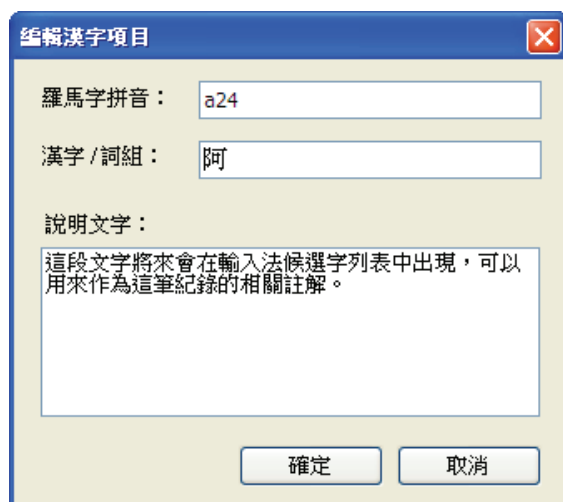 編輯漢字項目
羅馬字拼音：
a24
漢字/詞組：
阿
說明文字：
這段文字將來會在輸入法候選字列表中出現，可以
用來作為這筆紀錄的相關註解。
確定
取消